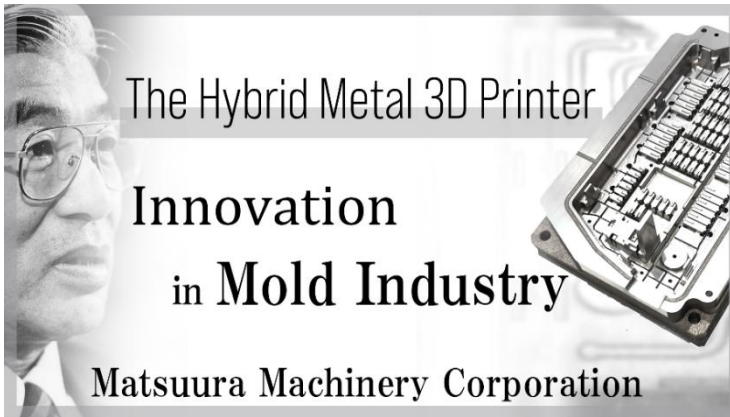 The Hybrid Metal 3D Printer
Innovation
in Mold Industry
Matsuura Machinery Corporation